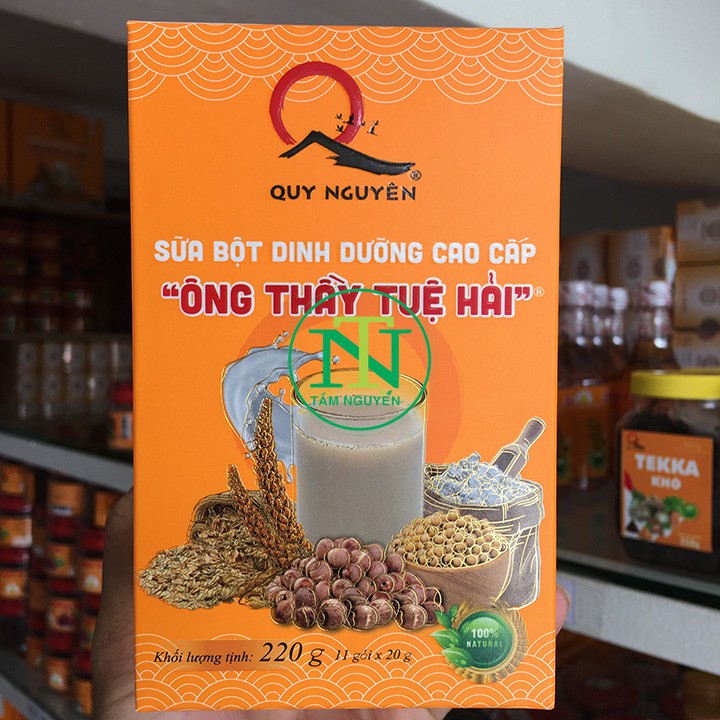 QUY NGUYÊN®
SỮA BỘT DINH DƯỠNG CAO CẤP
“ÔNG THẦY TUỆ HẢI”®
TN
TÂM NGUYÊN
100%
NATURAL
Khối lượng tịnh: 220 g 11 gói x 20 g
TEKKA
KHÔ